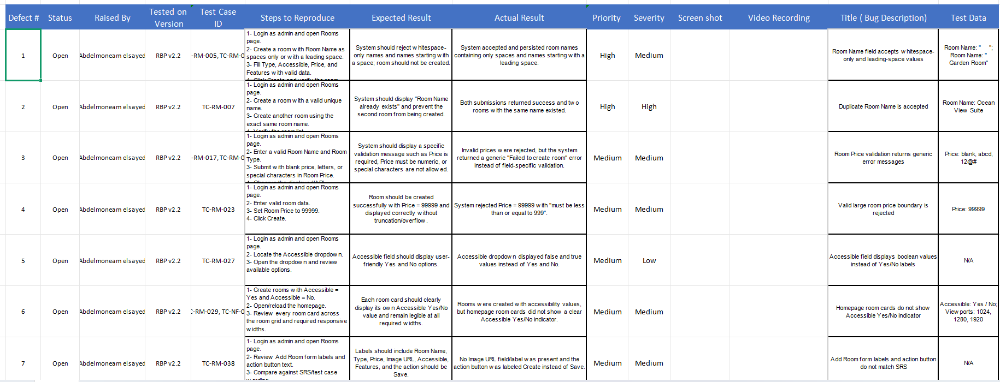 Defect #
Status
Raised By
Tested on
Version
Test Case
ID
Steps to Reproduce
Expected Result
Actual Result
Priority
Severity
Screen shot
Video Recording
Title ( Bug Description)
Test Data
1
Open
Abdelmoneam elsayed
RBP v2.2
-RM-005, TC-RM-0
1- Login as admin and open Rooms
page.
2- Create a room with Room Name as
spaces only or with a leading space.
3- Fill Type, Accessible, Price, and
Features with valid data.
4- Click Create and verify the room
System should reject whitespace-
only names and names starting with
a space; room should not be created.
System accepted and persisted room names
containing only spaces and names starting with a
leading space.
High
Medium
Room Name field accepts whitespace-
only and leading-space values
Room Name: "     ";
Room Name: "
Garden Room"
2
Open
Abdelmoneam elsayed
RBP v2.2
TC-RM-007
1- Login as admin and open Rooms
page.
2- Create a room with a valid unique
name.
3- Create another room using the
exact same room name.
4- Verify the room list.
System should display "Room Name
already exists" and prevent the
second room from being created.
Both submissions returned success and two
rooms with the same name existed.
High
High
Duplicate Room Name is accepted
Room Name: Ocean
View Suite
3
Open
Abdelmoneam elsayed
RBP v2.2
-RM-017, TC-RM-0
1- Login as admin and open Rooms
page.
2- Enter a valid Room Name and Room
Type.
3- Submit with blank price, letters, or
special characters in Room Price.
4- Observe the displayed/API
System should display a specific
validation message such as Price is
required, Price must be numeric, or
special characters are not allowed.
Invalid prices were rejected, but the system
returned a generic "Failed to create room" error
instead of field-specific validation.
Medium
Medium
Room Price validation returns generic
error messages
Price: blank, abcd,
12@#
4
Open
Abdelmoneam elsayed
RBP v2.2
TC-RM-023
1- Login as admin and open Rooms
page.
2- Enter valid room data.
3- Set Room Price to 99999.
4- Click Create.
Room should be created
successfully with Price = 99999 and
displayed correctly without
truncation/overflow.
System rejected Price = 99999 with "must be less
than or equal to 999".
Medium
Medium
Valid large room price boundary is
rejected
Price: 99999
5
Open
Abdelmoneam elsayed
RBP v2.2
TC-RM-027
1- Login as admin and open Rooms
page.
2- Locate the Accessible dropdown.
3- Open the dropdown and review
available options.
Accessible field should display user-
friendly Yes and No options.
Accessible dropdown displayed false and true
values instead of Yes and No.
Medium
Low
Accessible field displays boolean values
instead of Yes/No labels
N/A
6
Open
Abdelmoneam elsayed
RBP v2.2
C-RM-029, TC-NF-0
1- Create rooms with Accessible =
Yes and Accessible = No.
2- Open/reload the homepage.
3- Review every room card across
the room grid and required responsive
widths.
Each room card should clearly
display its own Accessible Yes/No
value and remain legible at all
required widths.
Rooms were created with accessibility values,
but homepage room cards did not show a clear
Accessible Yes/No indicator.
Medium
Medium
Homepage room cards do not show
Accessible Yes/No indicator
Accessible: Yes / No;
Viewports: 1024,
1280, 1920
7
Open
Abdelmoneam elsayed
RBP v2.2
TC-RM-038
1- Login as admin and open Rooms
page.
2- Review Add Room form labels and
action button text.
3- Compare against SRS/test case
wording.
Labels should include Room Name,
Type, Price, Image URL, Accessible,
Features, and the action should be
Save.
No Image URL field/label was present and the
action button was labeled Create instead of Save.
Medium
Medium
Add Room form labels and action button
do not match SRS
N/A